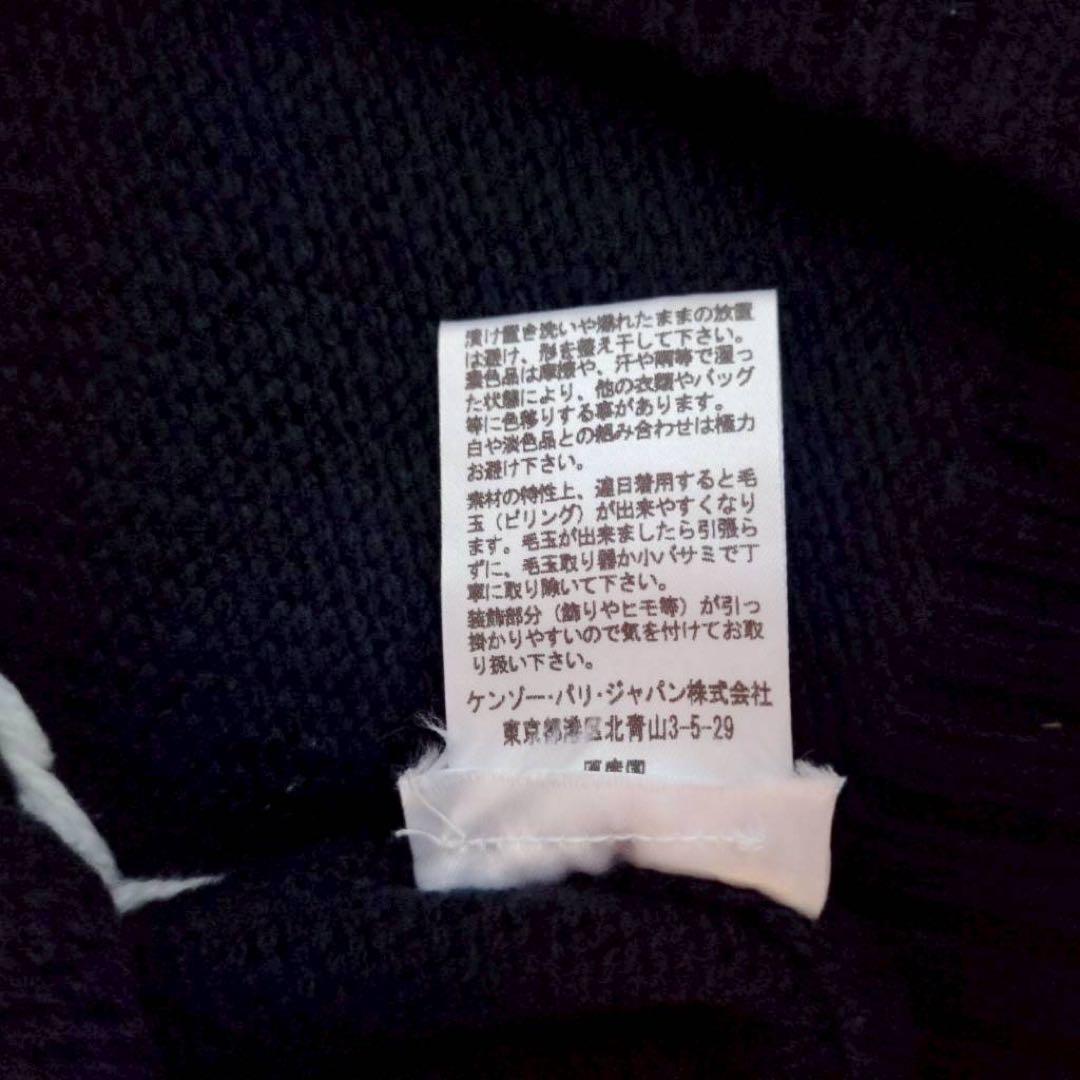 漬け置き洗いや濡れたままの放置
は避け、形を整え干して下さい。
濃色品は摩擦や、汗や雨等で湿っ
た状態により、他の衣類やバッグ
等に色移りする事があります。
白や淡色品との組み合わせは極力
お避け下さい。
素材の特性上、連日着用すると毛
玉（ピリング）が出来やすくなり
ます。毛玉が出来ましたら引張ら
ずに、毛玉取り器か小バサミで丁
寧に取り除いて下さい。
装飾部分（飾りやヒモ等）が引っ
掛かりやすいので気を付けてお取
り扱い下さい。
ケンゾー・パリ・ジャパン株式会社
東京都港区北青山3-5-29